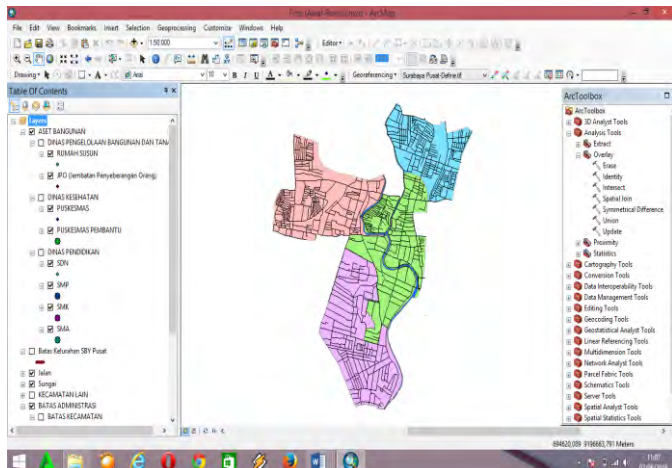 File Edit View Bookmarks Insert Selection Geoprocessing Customize Windows Help
1:50.000
Editor
Drawing
Arial
10
B I U A
Georeferencing
Surabaya Pusat Define.tif
Table Of Contents
Layers
ASET BANGUNAN
DINAS PENGELOLAAN BANGUNAN DAN TANA
RUMAH SUSUN
JPO (Jembatan Penyeberangan Orang)
DINAS KESEHATAN
PUSKESMAS
PUSKESMAS PEMBANTU
DINAS PENDIDIKAN
SDN
SMP
SMK
SMA
Batas Kelurahan SBY Pusat
Jalan
Sungai
KECAMATAN LAIN
BATAS ADMINISTRASI
BATAS KECAMATAN
ArcToolbox
ArcToolbox
3D Analyst Tools
Analysis Tools
Extract
Overlay
Erase
Identity
Intersect
Spatial Join
Symmetrical Difference
Union
Update
Proximity
Statistics
Cartography Tools
Conversion Tools
Data Interoperability Tools
Data Management Tools
Editing Tools
Geocoding Tools
Geostatistical Analyst Tools
Linear Referencing Tools
Multidimension Tools
Network Analyst Tools
Parcel Fabric Tools
Schematics Tools
Server Tools
Spatial Analyst Tools
Spatial Statistics Tools
Meters
11:07